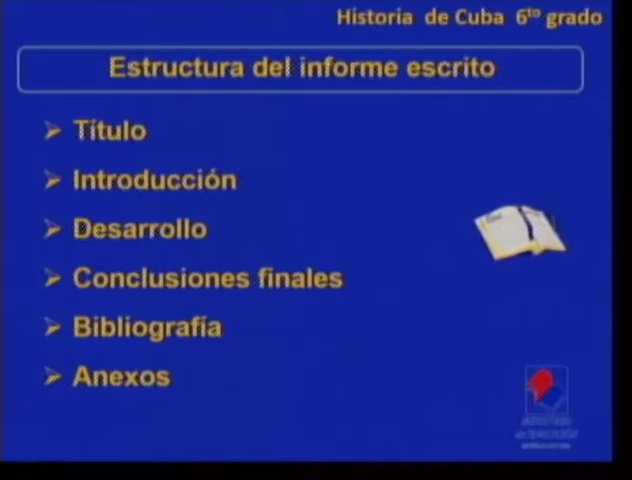 Historia de Cuba 6to grado
Estructura del informe escrito
Título
Introducción
Desarrollo
Conclusiones finales
Bibliografía
Anexos